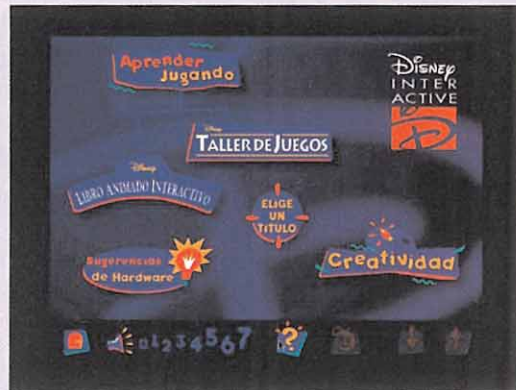 Aprender
Jugando
Disney
INTER
ACTIVE
D
Disney
TALLER DE JUEGOS
Disney
LIBRO ANIMADO INTERACTIVO
ELIGE
UN
TITULO
Sugerencias
de Hardware
Creatividad
01234567
?